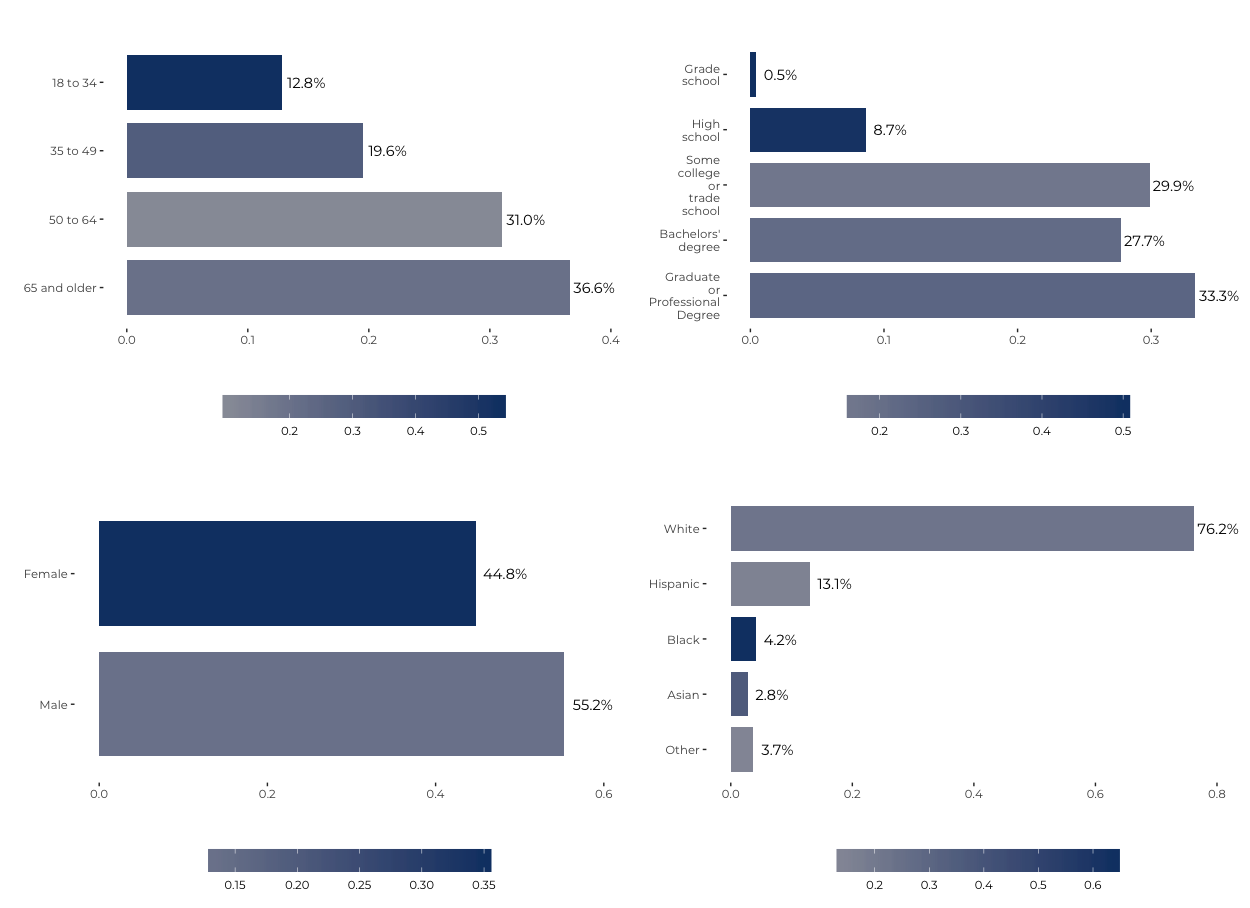 18 to 34
12.8%
35 to 49
19.6%
50 to 64
31.0%
65 and older
36.6%
0.0 0.1 0.2 0.3 0.4
0.2 0.3 0.4 0.5
Grade
school
0.5%
High
school
8.7%
Some
college
or
trade
school
29.9%
Bachelors'
degree
27.7%
Graduate
or
Professional
Degree
33.3%
0.0 0.1 0.2 0.3
0.2 0.3 0.4 0.5
Female
44.8%
Male
55.2%
0.0 0.2 0.4 0.6
0.15 0.20 0.25 0.30 0.35
White
76.2%
Hispanic
13.1%
Black
4.2%
Asian
2.8%
Other
3.7%
0.0 0.2 0.4 0.6 0.8
0.2 0.3 0.4 0.5 0.6